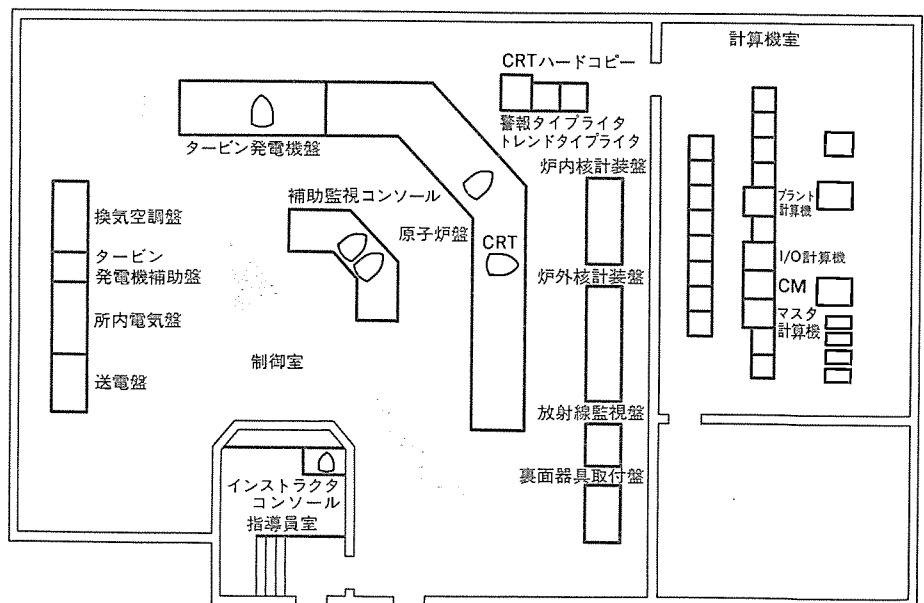 計算機室
CRTハードコピー
警報タイプライタ
トレンドタイプライタ
タービン発電機盤
炉内核計装盤
補助監視コンソール
換気空調盤
原子炉盤
CRT
プラント
計算機
タービン
発電機補助盤
炉外核計装盤
I/O計算機
CM
マスタ
計算機
所内電気盤
制御室
送電盤
放射線監視盤
裏面器具取付盤
インストラクタ
コンソール
指導員室